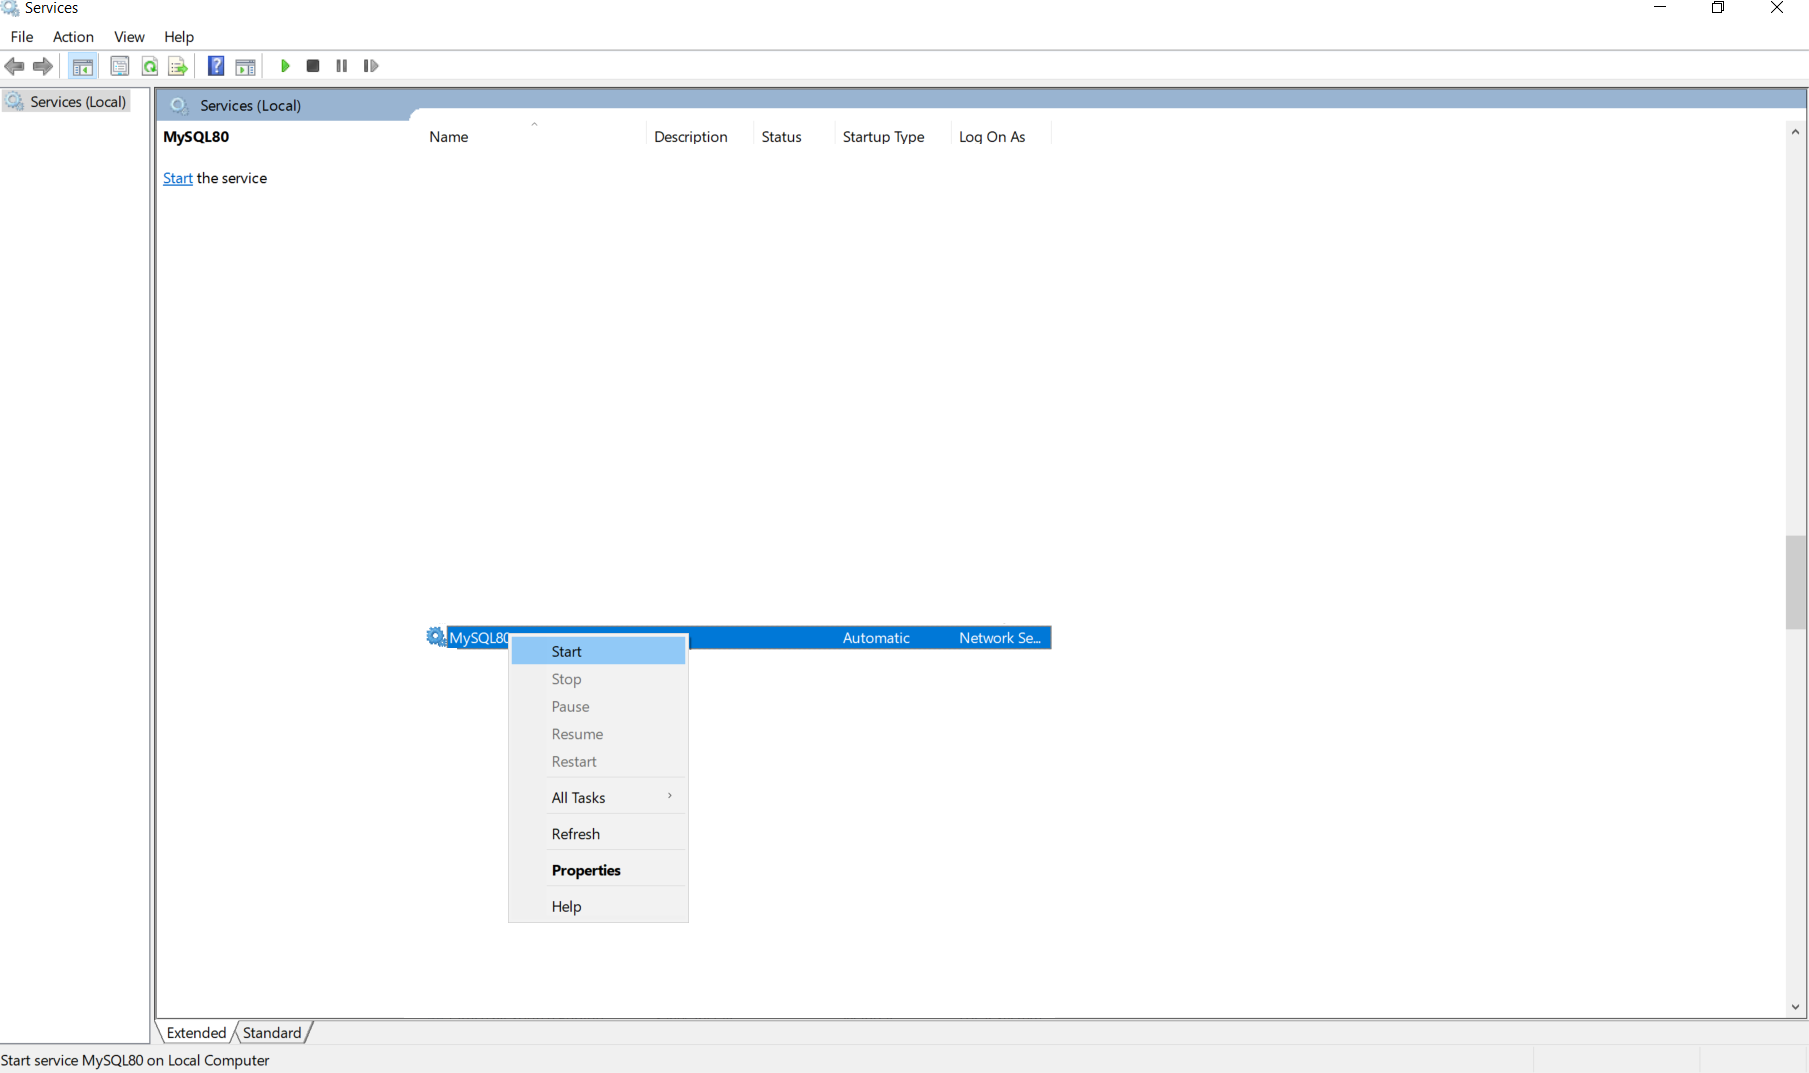 Services
File Action View Help
Services (Local)
Services (Local)
MySQL80
Start the service
Name Description Status Startup Type Log On As
MySQL80 Automatic Network Se...
Start
Stop
Pause
Resume
Restart
All Tasks
Refresh
Properties
Help
Extended Standard
Start service MySQL80 on Local Computer